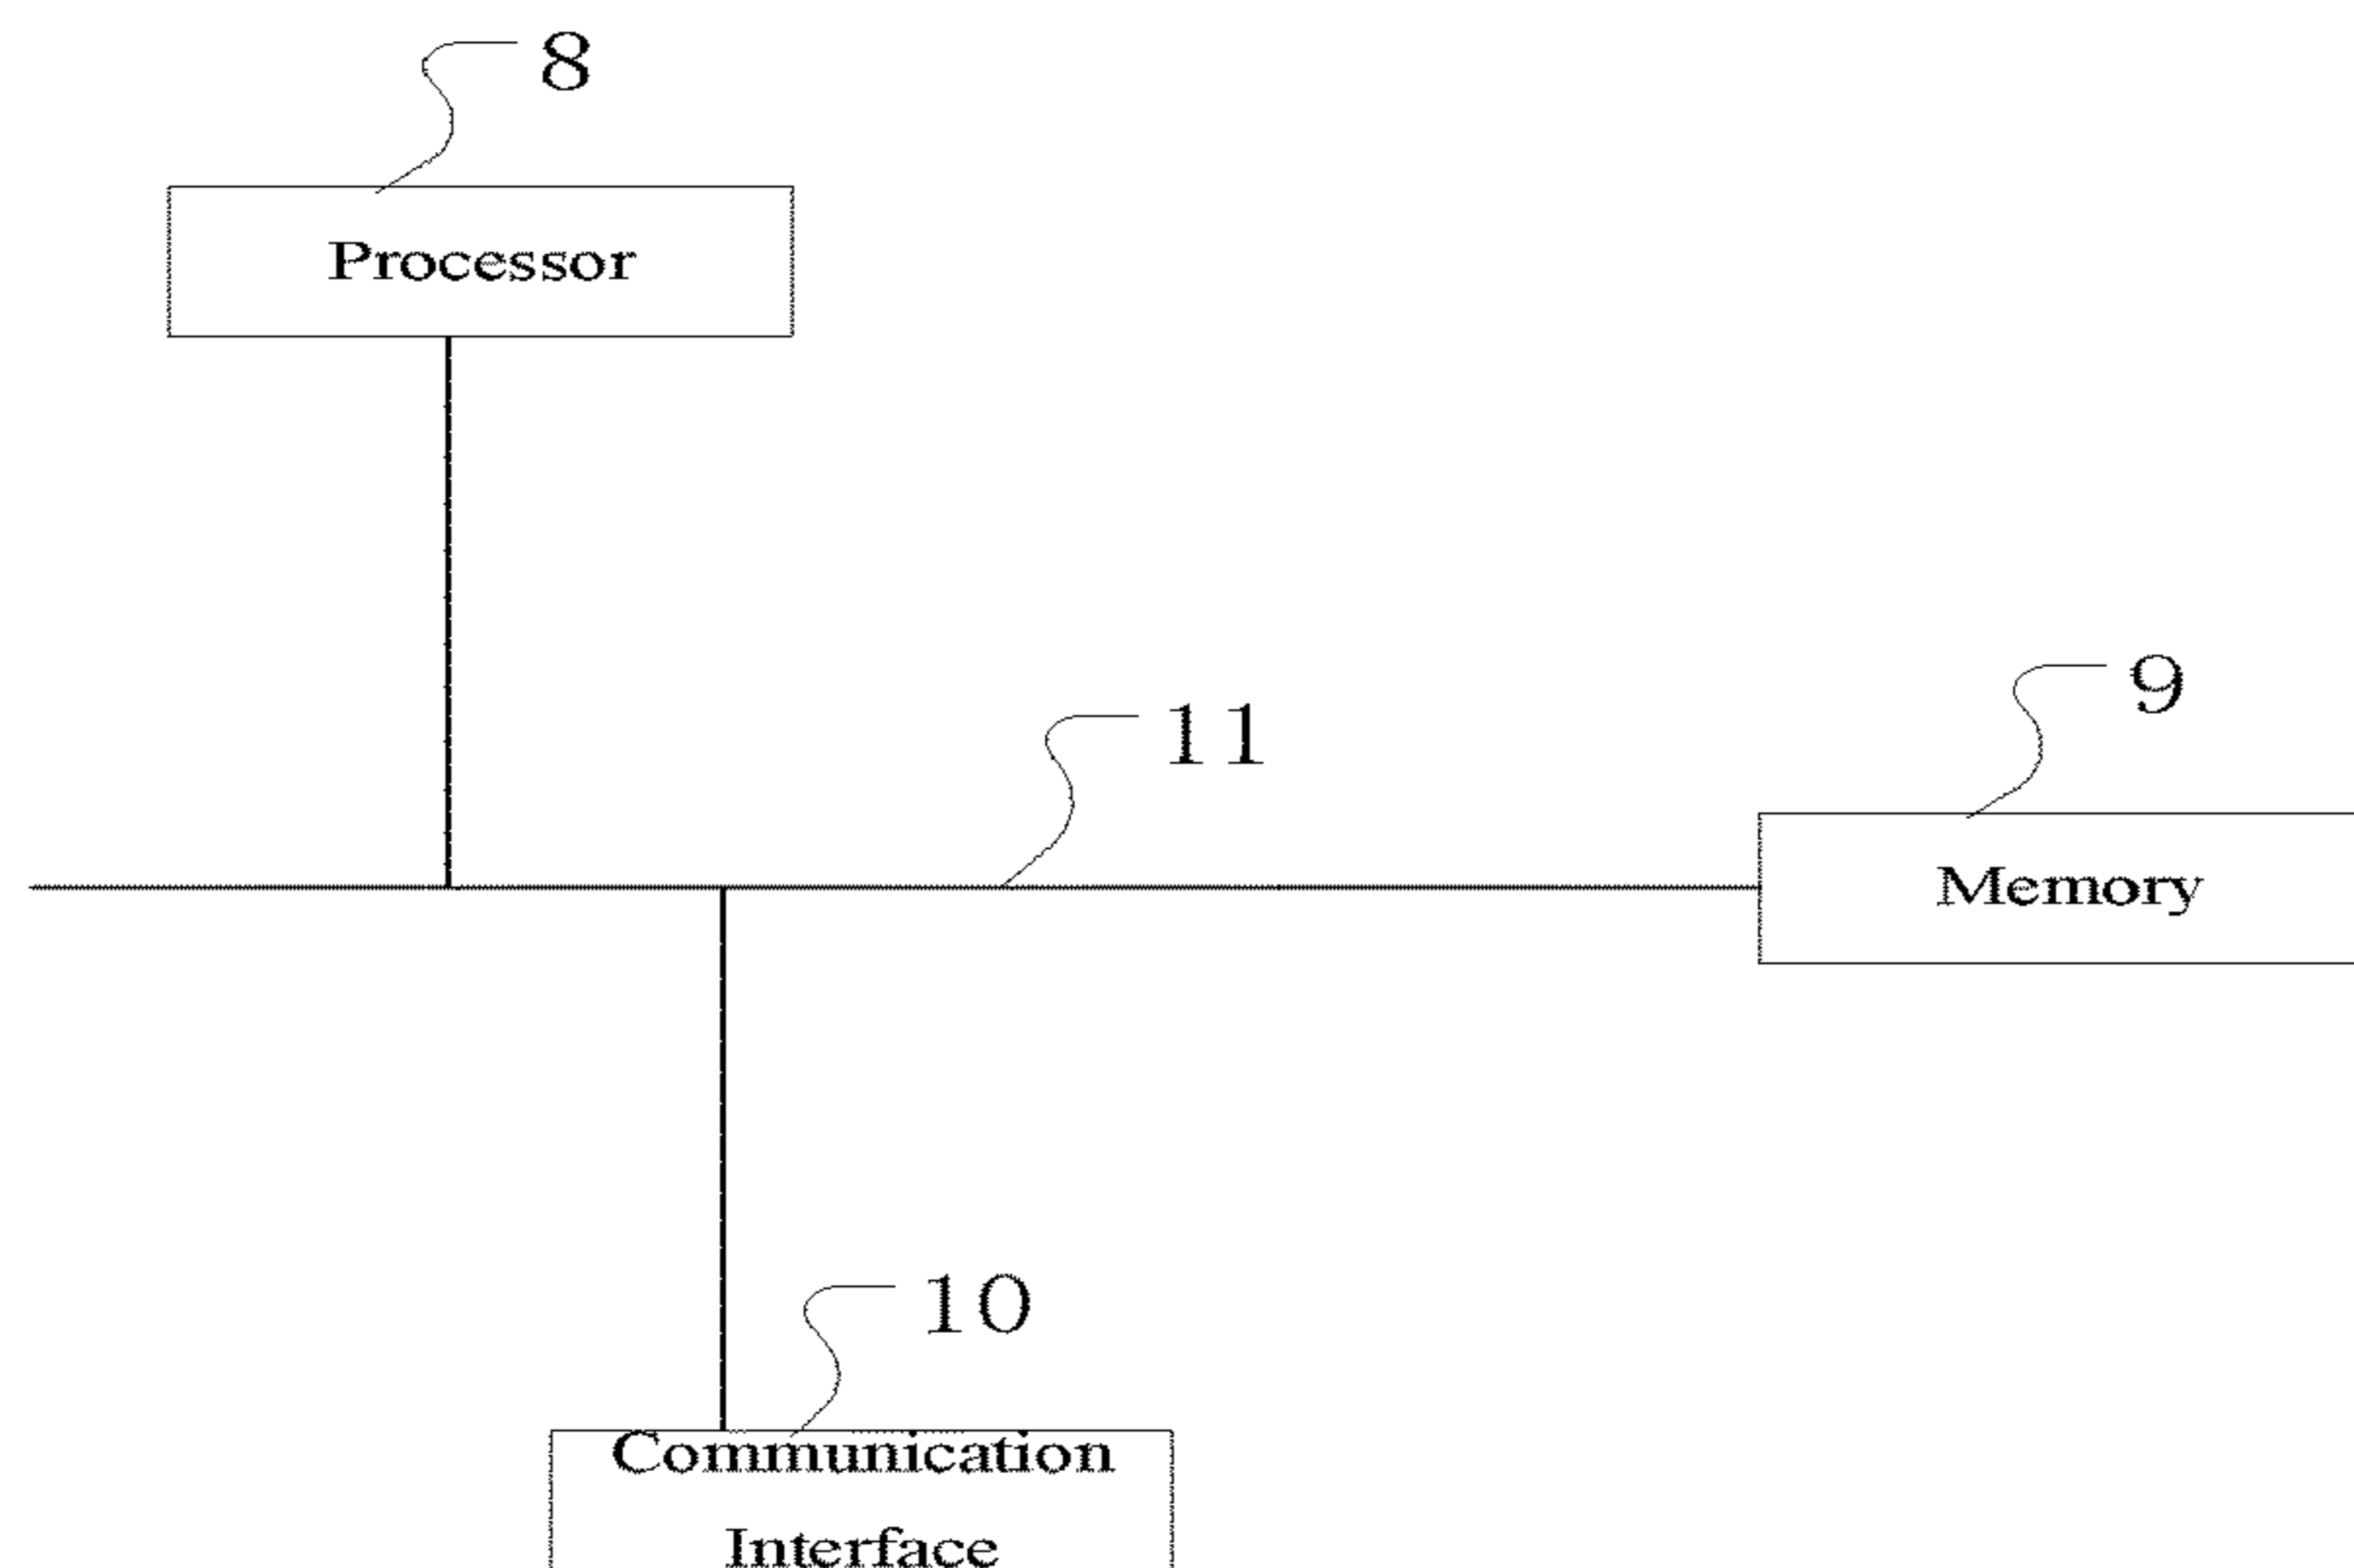 8
Processor
9
11
Memory
10
Communication
Interface